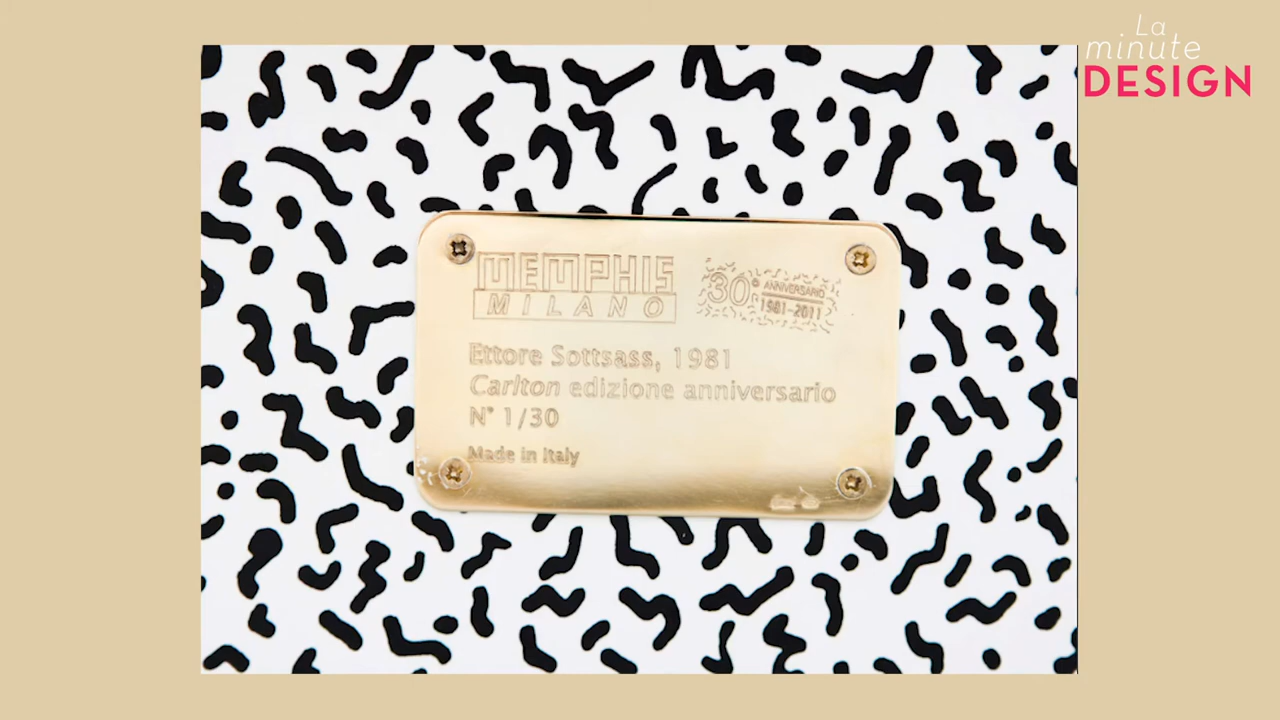 La
minute
DESIGN
MEMPHIS
MILANO
30° ANNIVERSARIO
1981-2011
Ettore Sottsass, 1981
Carlton edizione anniversario
N° 1/30
Made in Italy